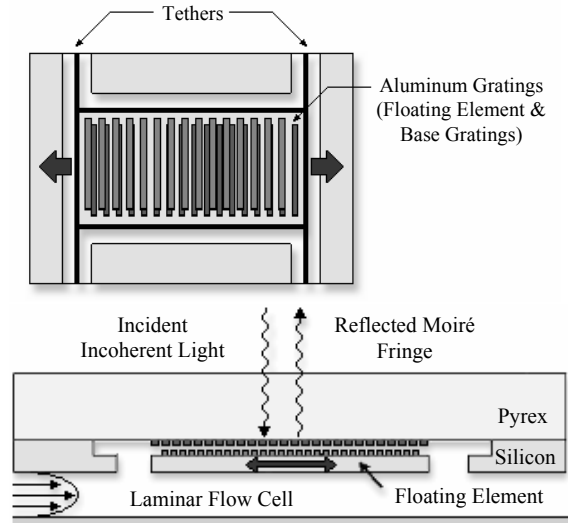 Tethers
Aluminum Gratings
(Floating Element &
Base Gratings)
Incident
Incoherent Light
Reflected Moiré
Fringe
Pyrex
Silicon
Laminar Flow Cell
Floating Element